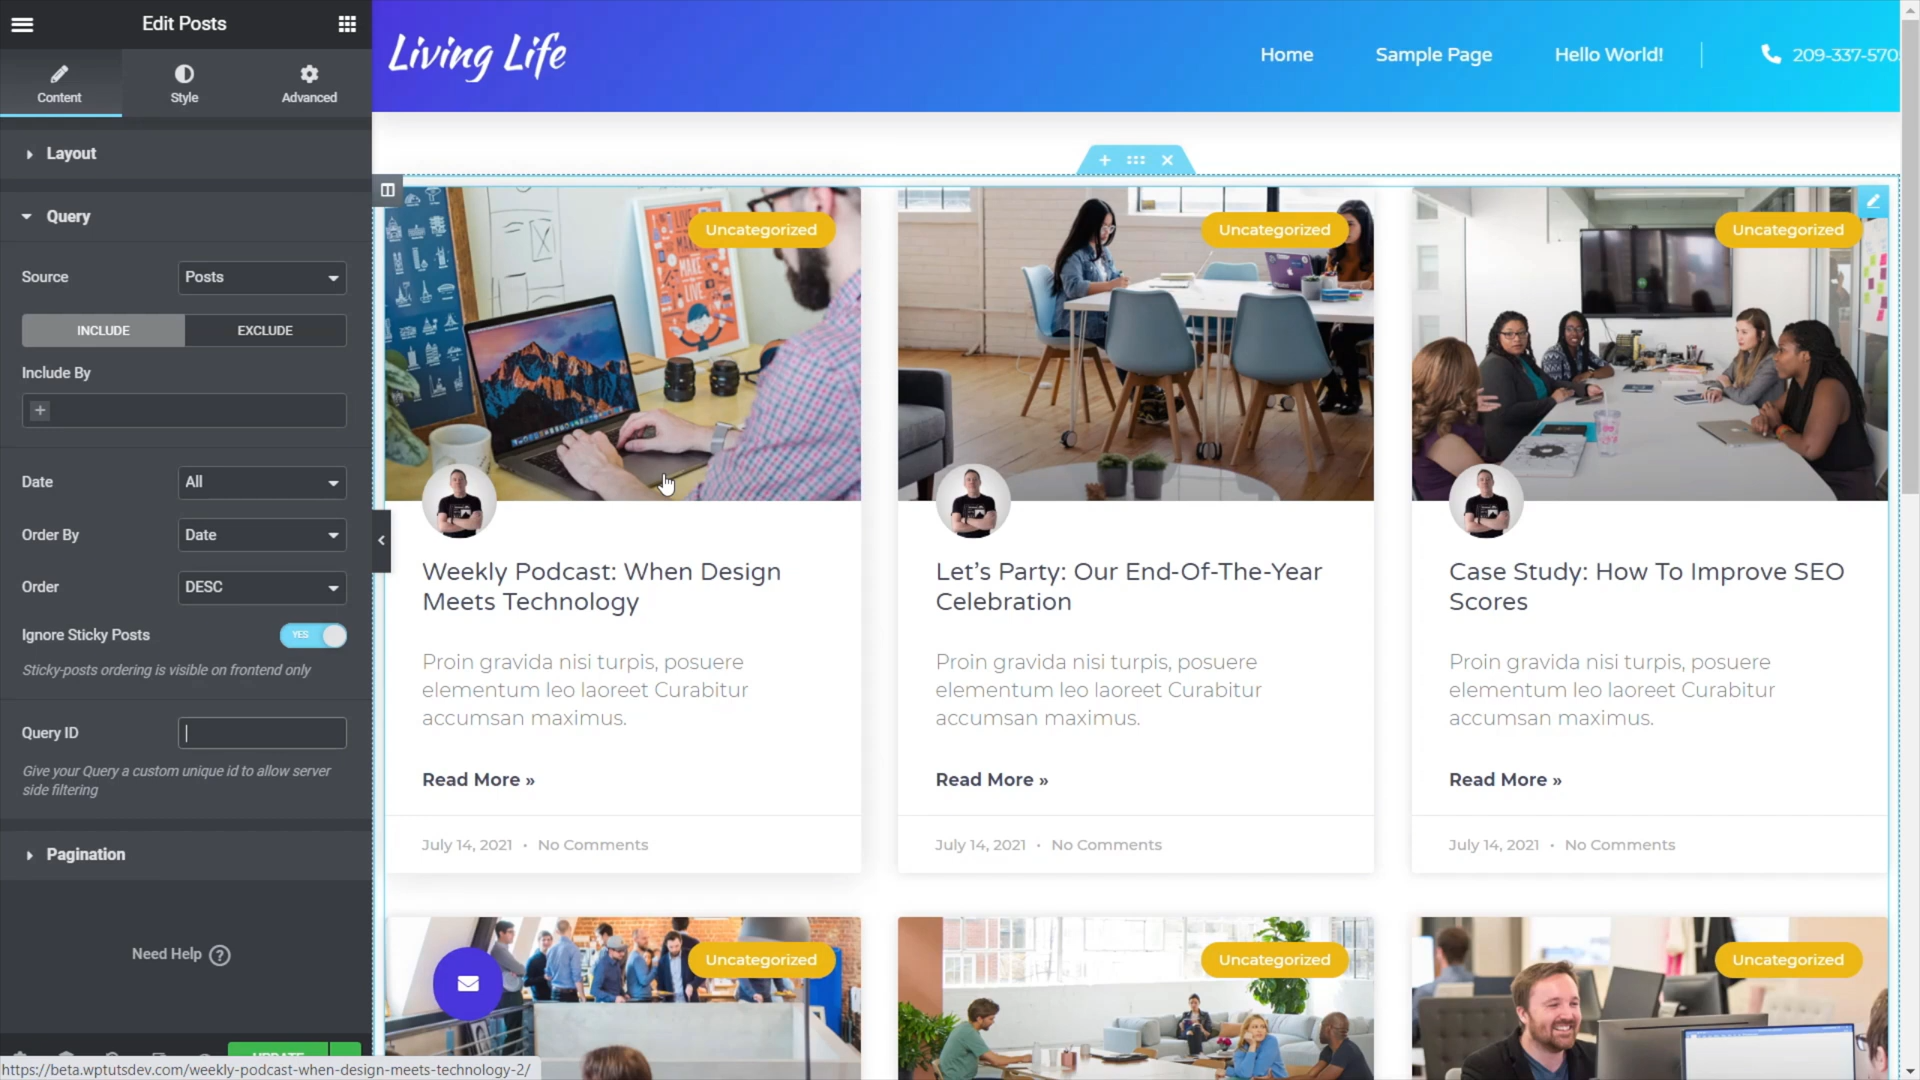 Edit Posts
Content
Style
Advanced
Layout
Query
Source
Posts
INCLUDE
EXCLUDE
Include By
+
Date
All
Order By
Date
Order
DESC
Ignore Sticky Posts
YES
Sticky-posts ordering is visible on frontend only
Query ID
Give your Query a custom unique id to allow server
side filtering
Pagination
Need Help
?
UPDATE
https://beta.wptutsdev.com/weekly-podcast-when-design-meets-technology-2/
Living Life
Home
Sample Page
Hello World!
209-337-570
Uncategorized
Weekly Podcast: When Design
Meets Technology
Proin gravida nisi turpis, posuere
elementum leo laoreet Curabitur
accumsan maximus.
Read More »
July 14, 2021 • No Comments
Uncategorized
Let’s Party: Our End-Of-The-Year
Celebration
Proin gravida nisi turpis, posuere
elementum leo laoreet Curabitur
accumsan maximus.
Read More »
July 14, 2021 • No Comments
Uncategorized
Case Study: How To Improve SEO
Scores
Proin gravida nisi turpis, posuere
elementum leo laoreet Curabitur
accumsan maximus.
Read More »
July 14, 2021 • No Comments
Uncategorized
Uncategorized
Uncategorized